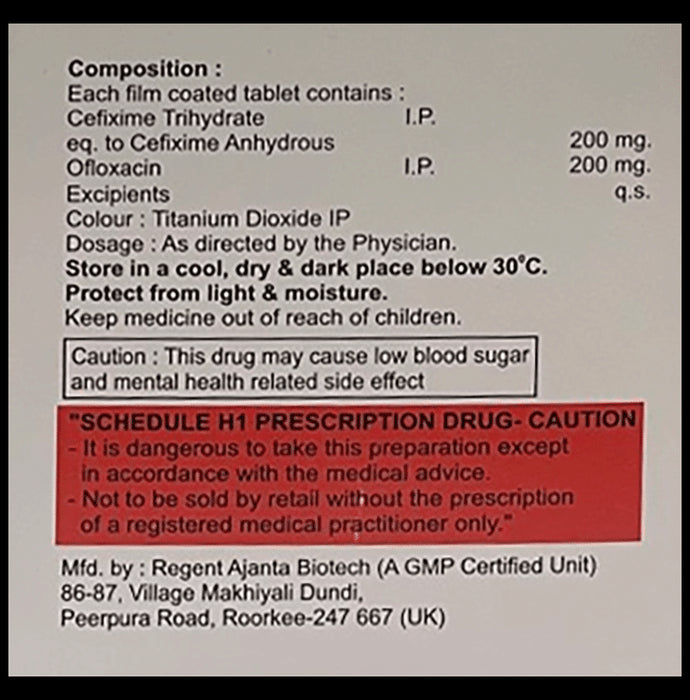 Composition :
Each film coated tablet contains :
Cefixime Trihydrate I.P.
eq. to Cefixime Anhydrous 200 mg.
Ofloxacin I.P. 200 mg.
Excipients q.s.
Colour : Titanium Dioxide IP
Dosage : As directed by the Physician.
Store in a cool, dry & dark place below 30°C.
Protect from light & moisture.
Keep medicine out of reach of children.
Caution : This drug may cause low blood sugar
and mental health related side effect
"SCHEDULE H1 PRESCRIPTION DRUG- CAUTION
- It is dangerous to take this preparation except
in accordance with the medical advice.
- Not to be sold by retail without the prescription
of a registered medical practitioner only."
Mfd. by : Regent Ajanta Biotech (A GMP Certified Unit)
86-87, Village Makhiyali Dundi,
Peerpura Road, Roorkee-247 667 (UK)